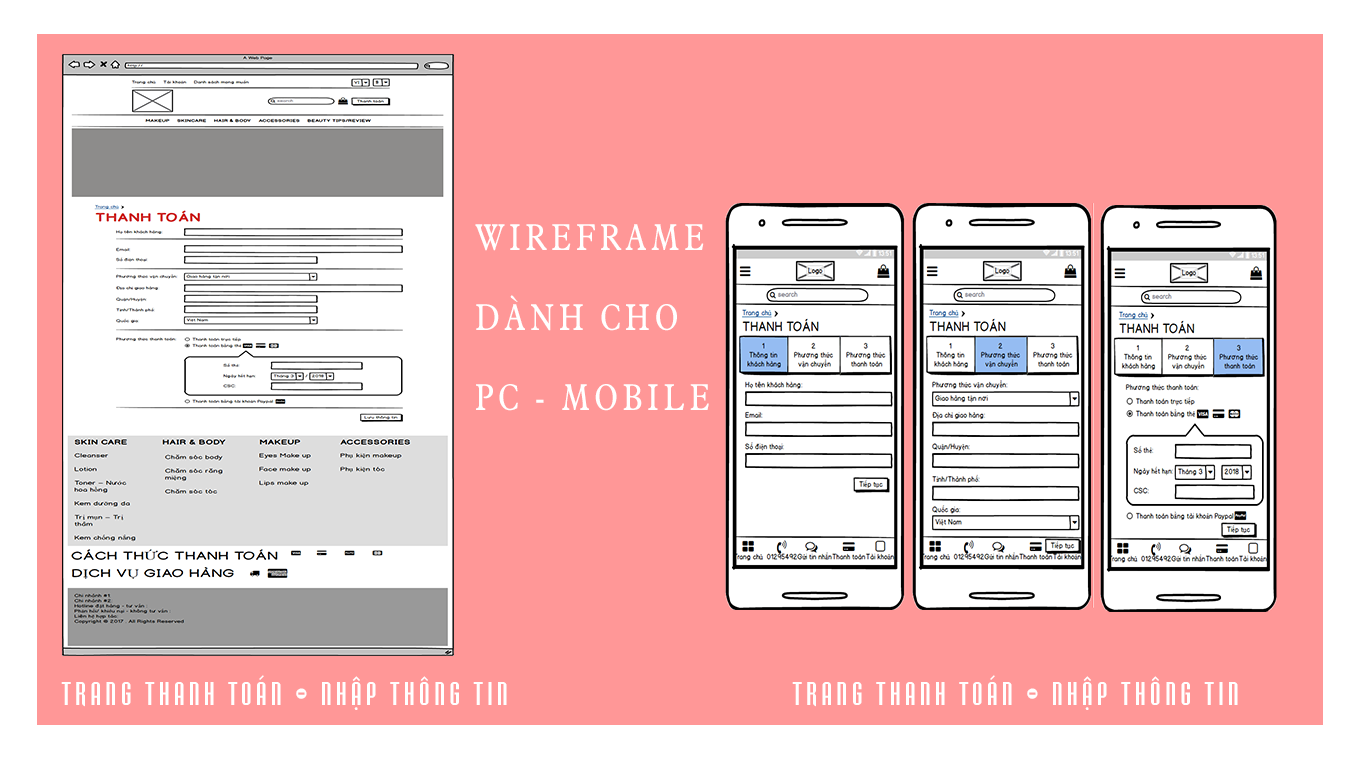 A Web Page
http://
Trang chủ Tài khoản Danh sách mong muốn
VI $
search Thanh toán
MAKEUP SKINCARE HAIR & BODY ACCESSORIES BEAUTY TIPS/REVIEW
Trang chủ >
THANH TOÁN
Họ tên khách hàng:
Email:
Số điện thoại:
Phương thức vận chuyển: Giao hàng tận nơi
Địa chỉ giao hàng:
Quận/Huyện:
Tỉnh/Thành phố:
Quốc gia: Việt Nam
Phương thức thanh toán: Thanh toán trực tiếp
Thanh toán bằng thẻ VISA
Số thẻ:
Ngày hết hạn: Tháng 3 / 2018
CSC:
Thanh toán bằng tài khoản Paypal
Lưu thông tin
SKIN CARE HAIR & BODY MAKEUP ACCESSORIES
Cleanser Chăm sóc body Eyes Make up Phụ kiện makeup
Lotion Chăm sóc răng miệng Face make up Phụ kiện tóc
Toner – Nước hoa hồng Chăm sóc tóc Lips make up
Kem dưỡng da
Trị mụn – Trị thâm
Kem chống nắng
CÁCH THỨC THANH TOÁN
DỊCH VỤ GIAO HÀNG
Chi nhánh #1:
Chi nhánh #2:
Hotline đặt hàng - tư vấn :
Phản hồi/ khiếu nại - không tư vấn :
Liên hệ hợp tác:
Copyright © 2017 . All Rights Reserved
WIREFRAME
DÀNH CHO
PC - MOBILE
Logo
search
Trang chủ >
THANH TOÁN
1 Thông tin khách hàng
2 Phương thức vận chuyển
3 Phương thức thanh toán
Họ tên khách hàng:
Email:
Số điện thoại:
Tiếp tục
Trang chủ 01295492 Gửi tin nhắn Thanh toán Tài khoản
Logo
search
Trang chủ >
THANH TOÁN
1 Thông tin khách hàng
2 Phương thức vận chuyển
3 Phương thức thanh toán
Phương thức vận chuyển:
Giao hàng tận nơi
Địa chỉ giao hàng:
Quận/Huyện:
Tỉnh/Thành phố:
Quốc gia:
Việt Nam
Tiếp tục
Trang chủ 01295492 Gửi tin nhắn Thanh toán Tài khoản
Logo
search
Trang chủ >
THANH TOÁN
1 Thông tin khách hàng
2 Phương thức vận chuyển
3 Phương thức thanh toán
Phương thức thanh toán:
Thanh toán trực tiếp
Thanh toán bằng thẻ VISA
Số thẻ:
Ngày hết hạn: Tháng 3 2018
CSC:
Thanh toán bằng tài khoản Paypal
Tiếp tục
Trang chủ 01295492 Gửi tin nhắn Thanh toán Tài khoản
TRANG THANH TOÁN - NHẬP THÔNG TIN
TRANG THANH TOÁN - NHẬP THÔNG TIN